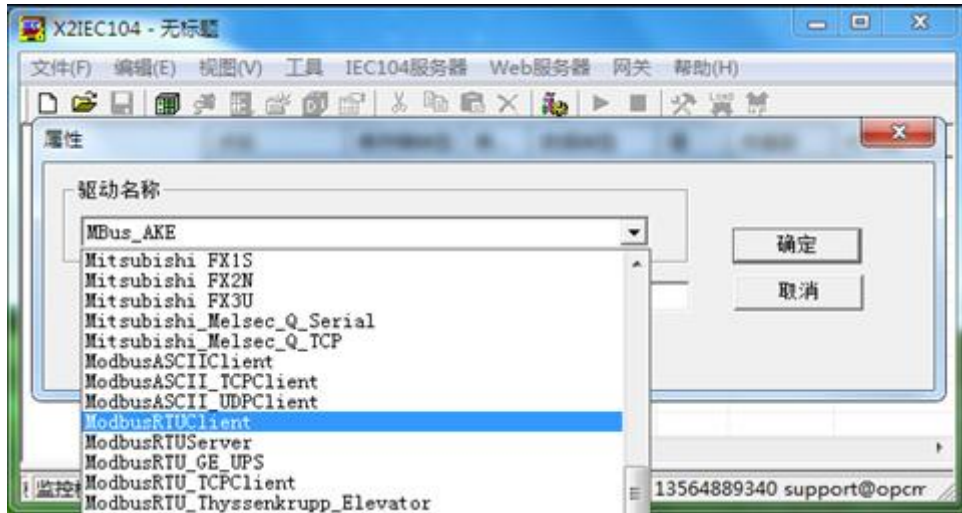 X2IEC104 - 无标题
文件(F) 编辑(E) 视图(V) 工具 IEC104服务器 Web服务器 网关 帮助(H)
属性
驱动名称
MBus_AKE
确定
取消
Mitsubishi FX1S
Mitsubishi FX2N
Mitsubishi FX3U
Mitsubishi_Melsec_Q_Serial
Mitsubishi_Melsec_Q_TCP
ModbusASCIIClient
ModbusASCII_TCPClient
ModbusASCII_UDPClient
ModbusRTUClient
ModbusRTUServer
ModbusRTU_GE_UPS
ModbusRTU_TCPClient
ModbusRTU_Thyssenkrupp_Elevator
监控 13564889340 support@opcm